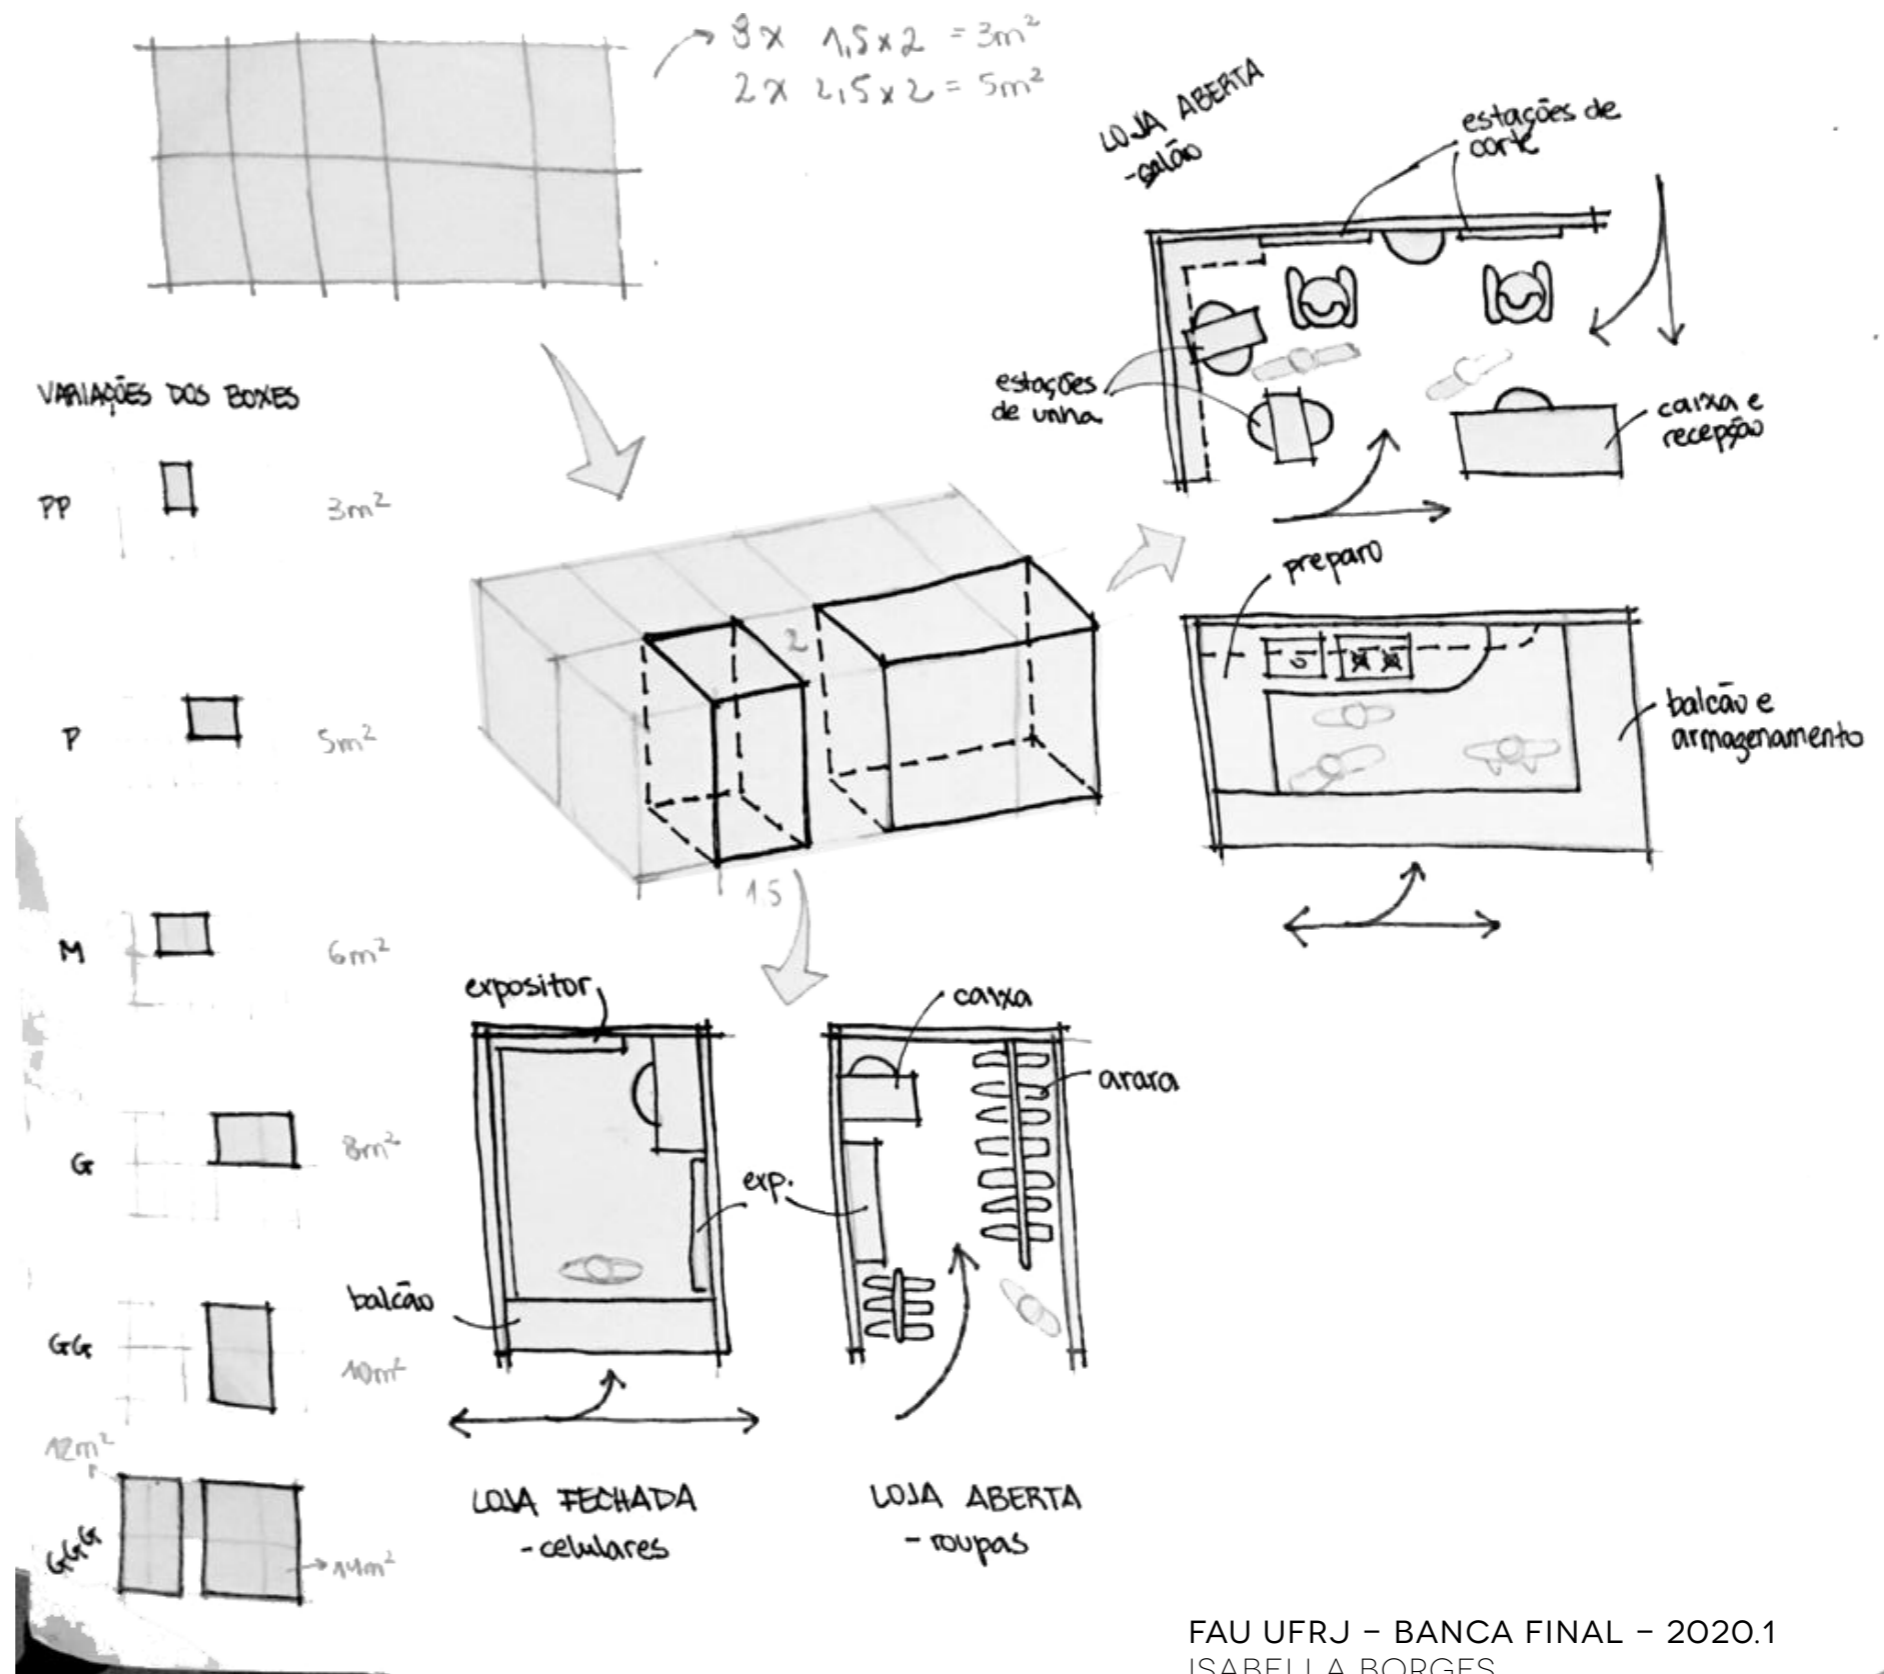 8x 1,5x2 = 3m²
2x 2,5x2 = 5m²
LOJA ABERTA
-salão
estações de
corte
estações
de unha
caixa e
recepção
VARIAÇÕES DOS BOXES
PP 3m²
P 5m²
M 6m²
G 8m²
GG 10m²
12m²
GGG 14m²
2
1,5
preparo
balcão e
armazenamento
expositor
caixa
arara
exp.
balcão
LOJA FECHADA
- celulares
LOJA ABERTA
- roupas
FAU UFRJ – BANCA FINAL – 2020.1
ISABELLA BORGES